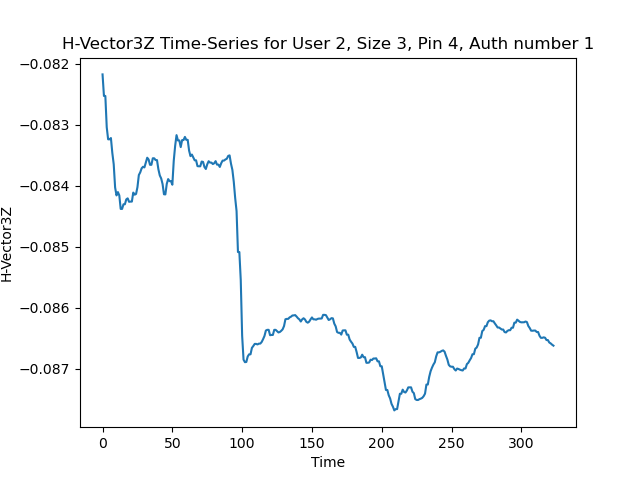 H-Vector3Z Time-Series for User 2, Size 3, Pin 4, Auth number 1
−0.082
−0.083
−0.084
−0.085
−0.086
−0.087
H-Vector3Z
0 50 100 150 200 250 300
Time